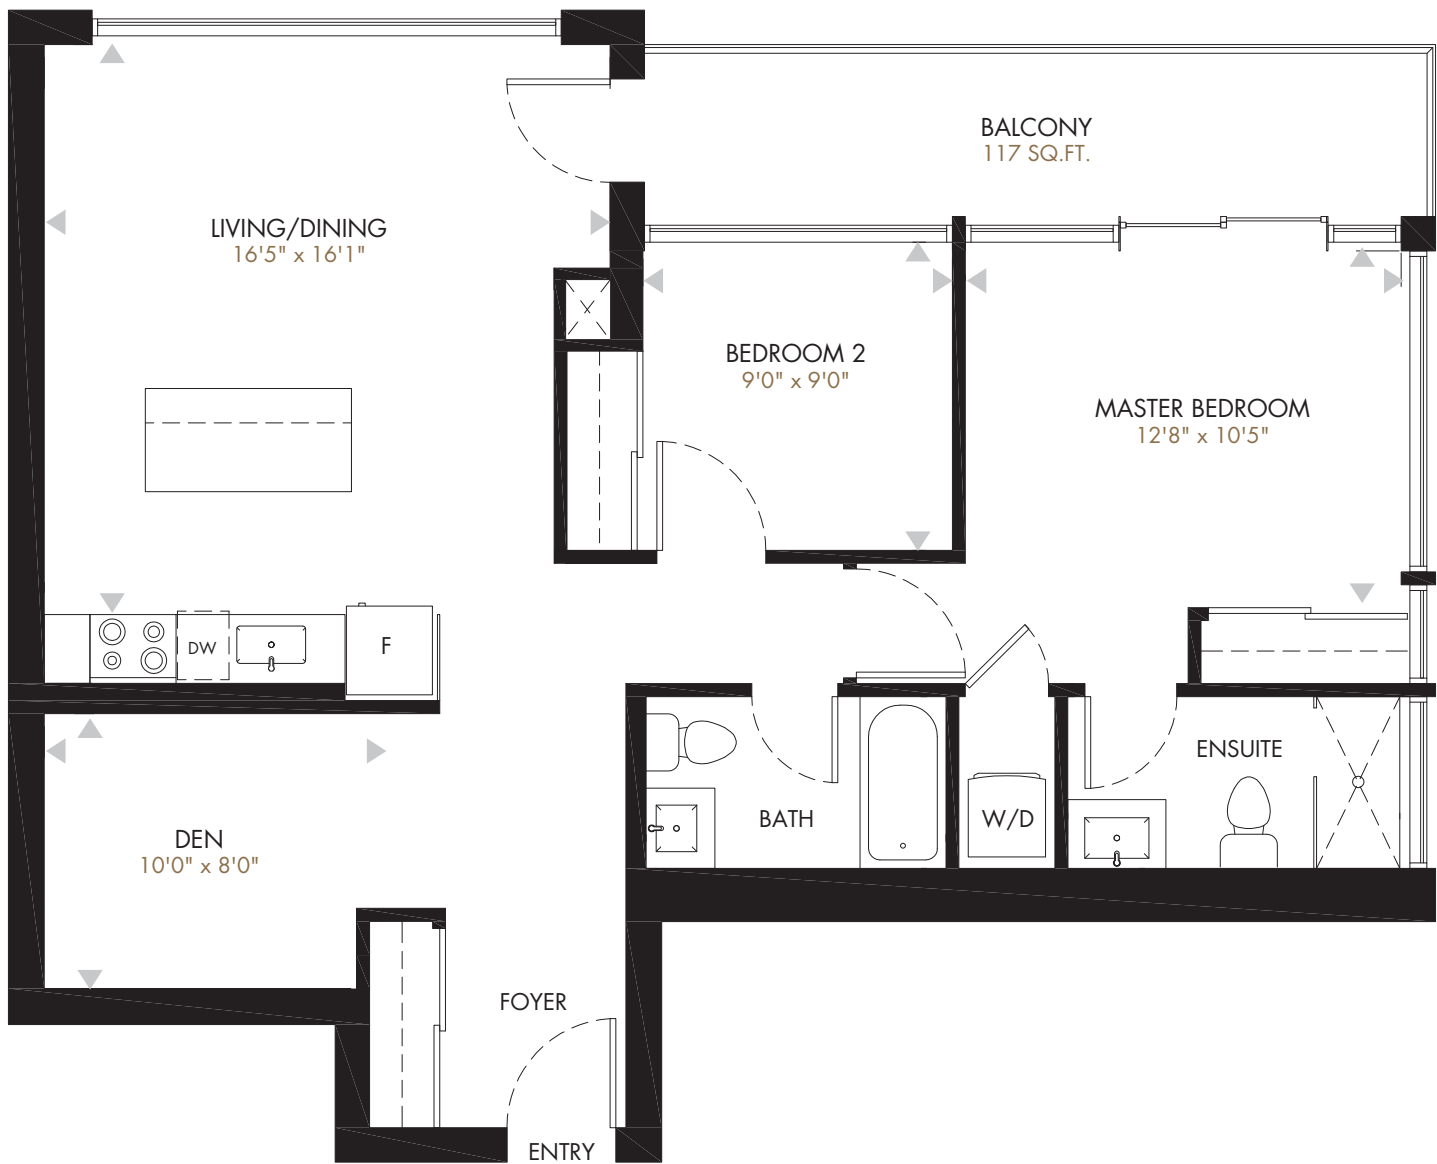 BALCONY
117 SQ.FT.
LIVING/DINING
16'5" x 16'1"
BEDROOM 2
9'0" x 9'0"
MASTER BEDROOM
12'8" x 10'5"
DW
F
ENSUITE
BATH
W/D
DEN
10'0" x 8'0"
FOYER
ENTRY